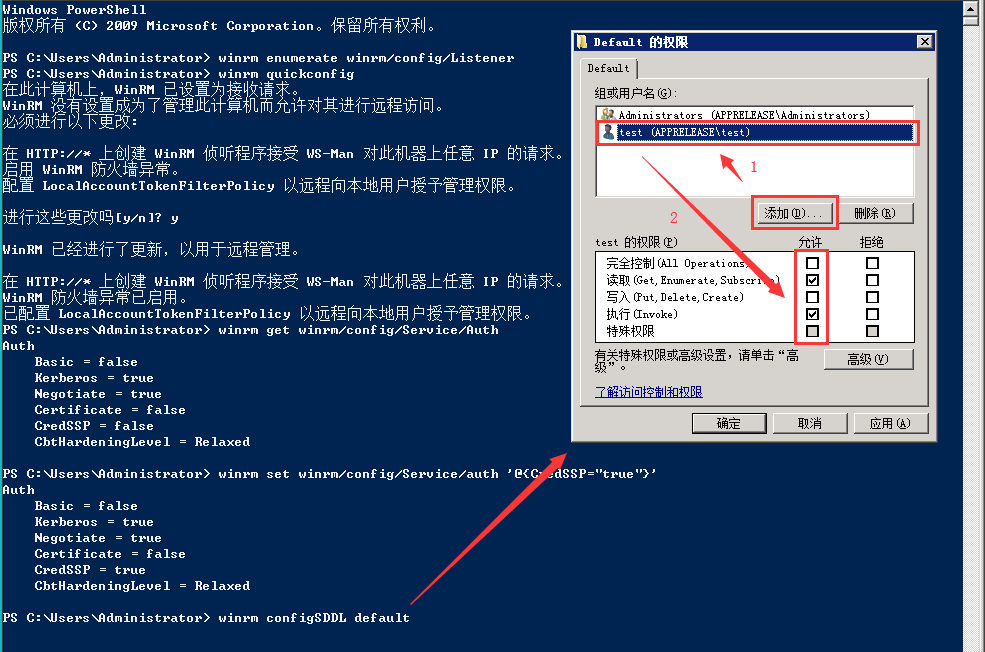 Windows PowerShell
版权所有 (C) 2009 Microsoft Corporation。保留所有权利。
PS C:\Users\Administrator> winrm enumerate winrm/config/Listener
PS C:\Users\Administrator> winrm quickconfig
在此计算机上，WinRM 已设置为接收请求。
WinRM 没有设置成为了管理此计算机而允许对其进行远程访问。
必须进行以下更改:
在 HTTP://* 上创建 WinRM 侦听程序接受 WS-Man 对此机器上任意 IP 的请求。
启用 WinRM 防火墙异常。
配置 LocalAccountTokenFilterPolicy 以远程向本地用户授予管理权限。
进行这些更改吗[y/n]? y
WinRM 已经进行了更新，以用于远程管理。
在 HTTP://* 上创建 WinRM 侦听程序接受 WS-Man 对此机器上任意 IP 的请求。
WinRM 防火墙异常已启用。
已配置 LocalAccountTokenFilterPolicy 以远程向本地用户授予管理权限。
PS C:\Users\Administrator> winrm get winrm/config/Service/Auth
Auth
Basic = false
Kerberos = true
Negotiate = true
Certificate = false
CredSSP = false
CbtHardeningLevel = Relaxed
PS C:\Users\Administrator> winrm set winrm/config/Service/auth '@{CredSSP="true"}'
Auth
Basic = false
Kerberos = true
Negotiate = true
Certificate = false
CredSSP = true
CbtHardeningLevel = Relaxed
PS C:\Users\Administrator> winrm configSDDL default
Default 的权限
Default
组或用户名(G):
Administrators (APPRELEASE\Administrators)
test (APPRELEASE\test)
1
2
添加(D)... 删除(R)
test 的权限(P) 允许 拒绝
完全控制(All Operations)
读取(Get,Enumerate,Subscribe)
写入(Put,Delete,Create)
执行(Invoke)
特殊权限
有关特殊权限或高级设置，请单击“高
级”。
高级(V)
了解访问控制和权限
确定 取消 应用(A)